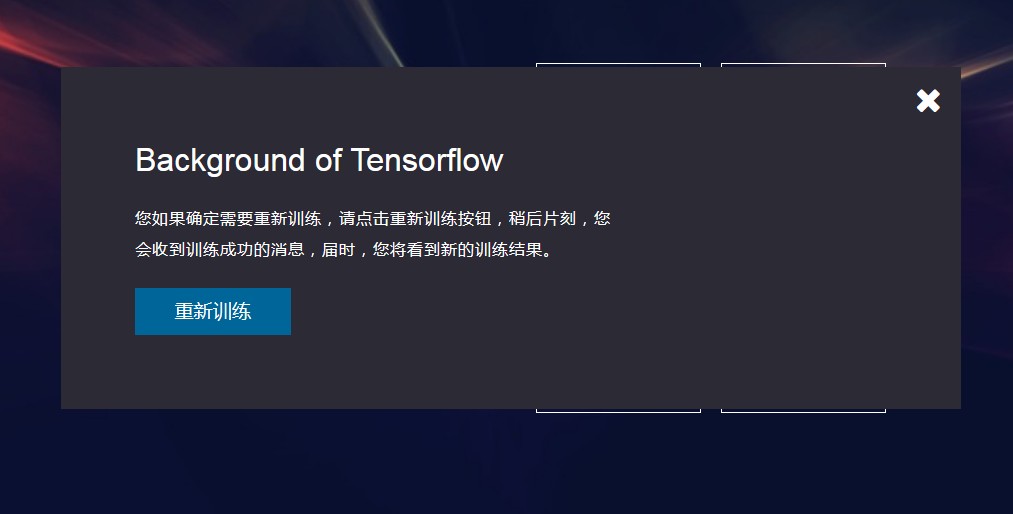 Background of Tensorflow
您如果确定需要重新训练，请点击重新训练按钮，稍后片刻，您
会收到训练成功的消息，届时，您将看到新的训练结果。
重新训练